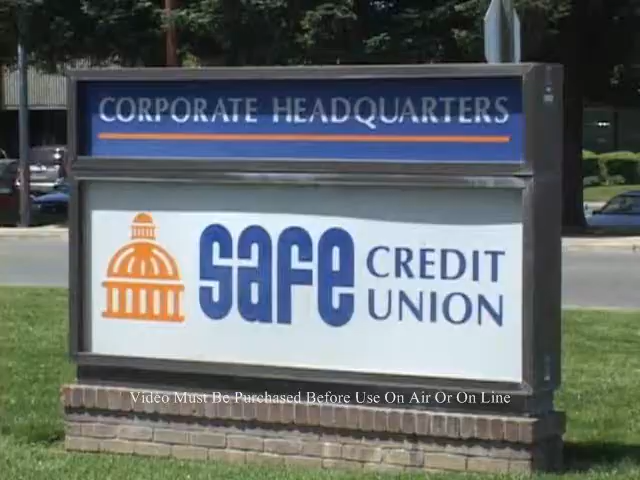 CORPORATE HEADQUARTERS
safe CREDIT
UNION
Video Must Be Purchased Before Use On Air Or On Line